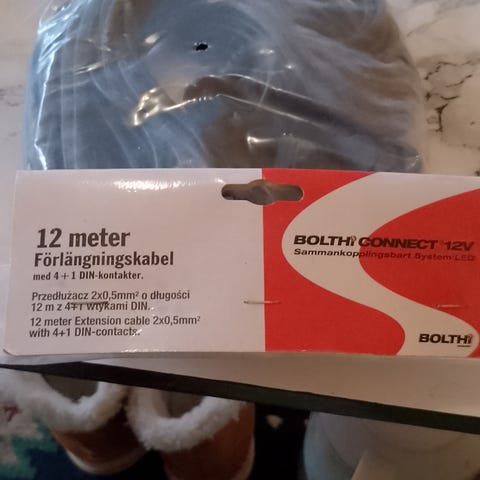 12 meter
Förlängningskabel
med 4+1 DIN-kontakter.
Przedłużacz 2x0,5mm² o długości
12 m z 4+1 wtykami DIN.
12 meter Extension cable 2x0,5mm²
with 4+1 DIN-contacts.
BOLTHi CONNECT 12V
Sammankopplingsbart System LED
BOLTHi